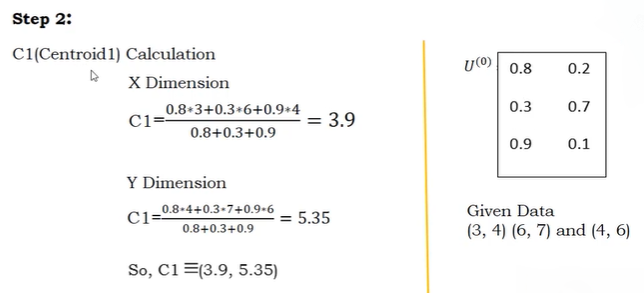 Step 2:
C1(Centroid1) Calculation
X Dimension
C1=\frac{0.8*3+0.3*6+0.9*4}{0.8+0.3+0.9} = 3.9
Y Dimension
C1=\frac{0.8*4+0.3*7+0.9*6}{0.8+0.3+0.9} = 5.35
So, C1 ≡(3.9, 5.35)
U^{(0)} 0.8 0.2
0.3 0.7
0.9 0.1
Given Data
(3, 4) (6, 7) and (4, 6)